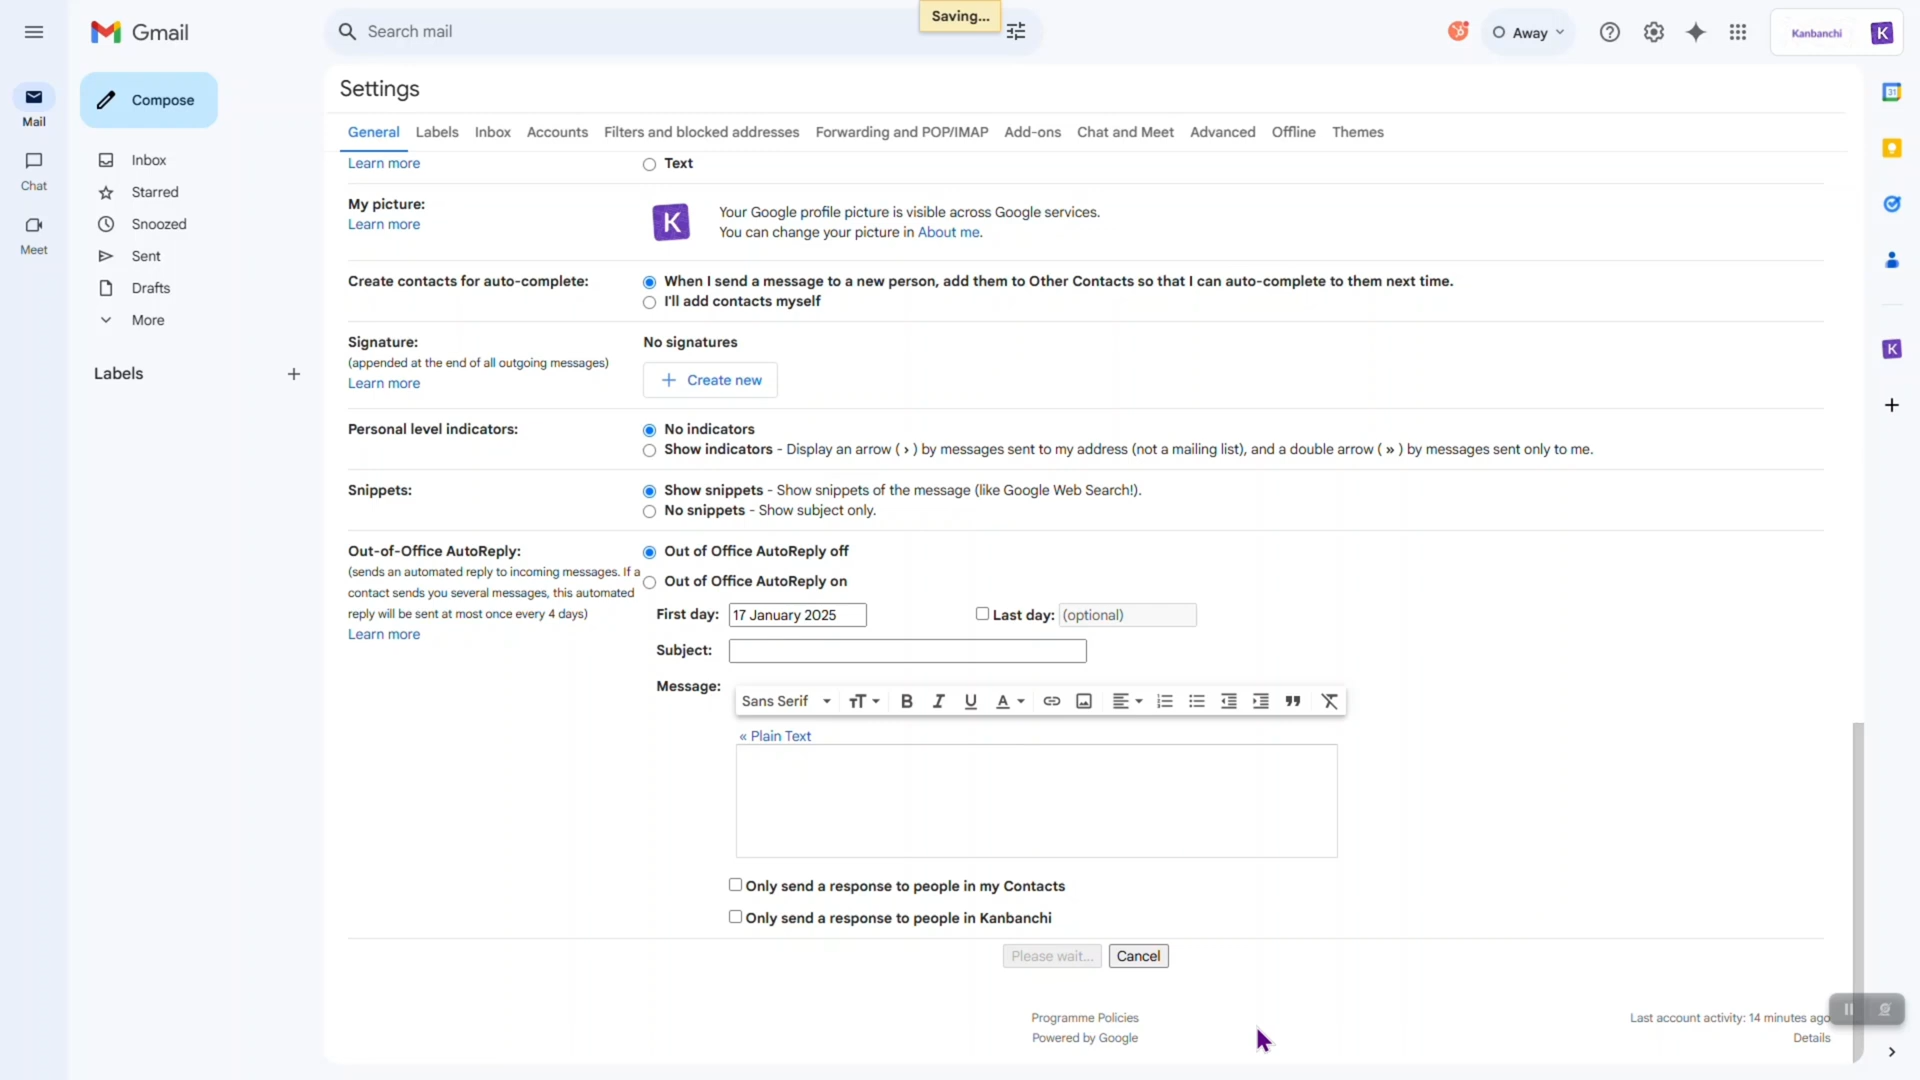 Gmail
Search mail
Saving...
Away
Kanbanchi
K
Mail
Chat
Meet
Compose
Inbox
Starred
Snoozed
Sent
Drafts
More
Labels
Settings
General Labels Inbox Accounts Filters and blocked addresses Forwarding and POP/IMAP Add-ons Chat and Meet Advanced Offline Themes
Learn more
Text
My picture:
Learn more
K
Your Google profile picture is visible across Google services.
You can change your picture in About me.
Create contacts for auto-complete:
When I send a message to a new person, add them to Other Contacts so that I can auto-complete to them next time.
I'll add contacts myself
Signature:
(appended at the end of all outgoing messages)
Learn more
No signatures
Create new
Personal level indicators:
No indicators
Show indicators - Display an arrow ( › ) by messages sent to my address (not a mailing list), and a double arrow ( » ) by messages sent only to me.
Snippets:
Show snippets - Show snippets of the message (like Google Web Search!).
No snippets - Show subject only.
Out-of-Office AutoReply:
(sends an automated reply to incoming messages. If a
contact sends you several messages, this automated
reply will be sent at most once every 4 days)
Learn more
Out of Office AutoReply off
Out of Office AutoReply on
First day: 17 January 2025 Last day: (optional)
Subject:
Message:
Sans Serif
« Plain Text
Only send a response to people in my Contacts
Only send a response to people in Kanbanchi
Please wait... Cancel
Programme Policies
Powered by Google
Last account activity: 14 minutes ago
Details
31
K